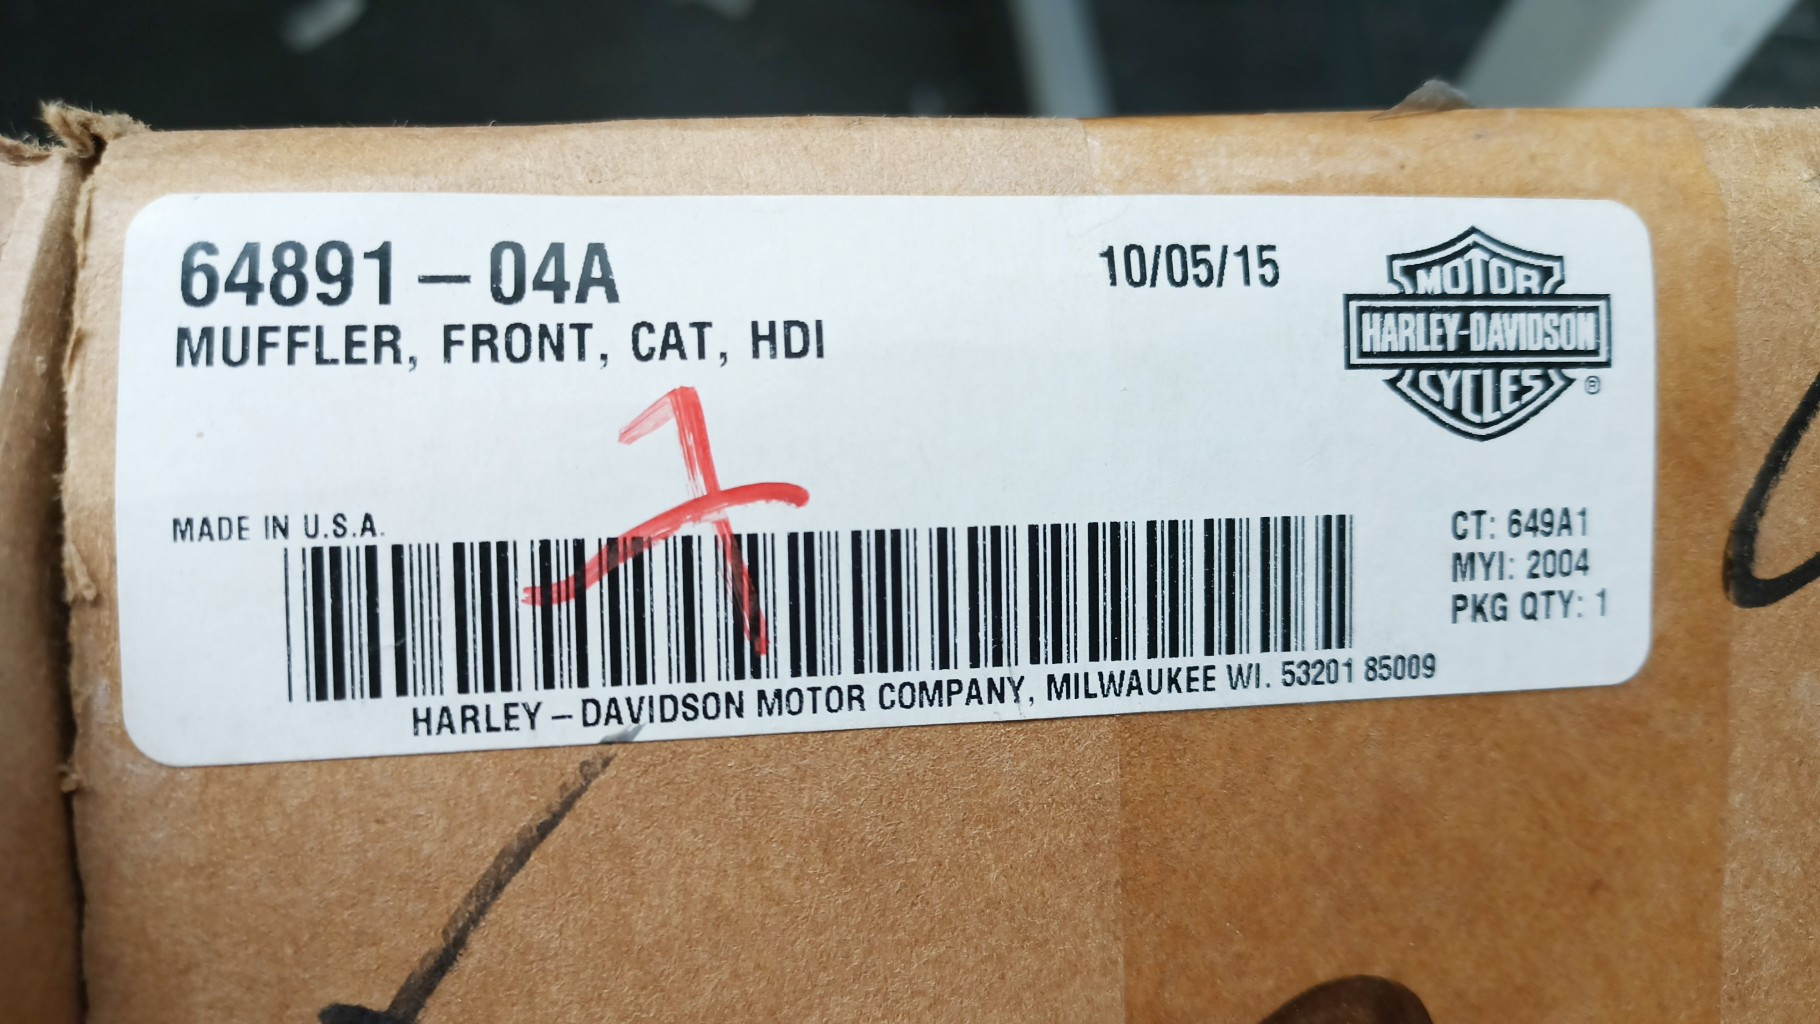 64891-04A
MUFFLER, FRONT, CAT, HDI
10/05/15
MOTOR
HARLEY-DAVIDSON
CYCLES
®
MADE IN U.S.A.
CT: 649A1
MYI: 2004
PKG QTY: 1
HARLEY-DAVIDSON MOTOR COMPANY, MILWAUKEE WI. 53201 85009